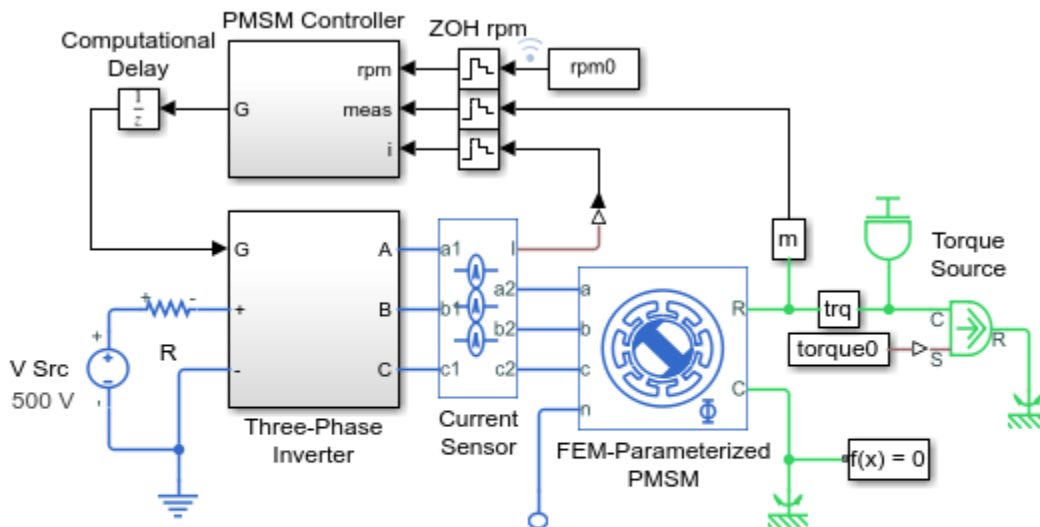 PMSM Controller
ZOH rpm
Computational
Delay
rpm
rpm0
1
z
G
meas
i
G
A
a1
I
m
Torque
Source
a2
a
+
-
+
B
b1
b2
b
R
trq
C
R
torque0
S
+
R
-
C
c1
c2
c
C
V Src
500 V
-
n
Φ
Three-Phase
Inverter
Current
Sensor
FEM-Parameterized
PMSM
f(x) = 0